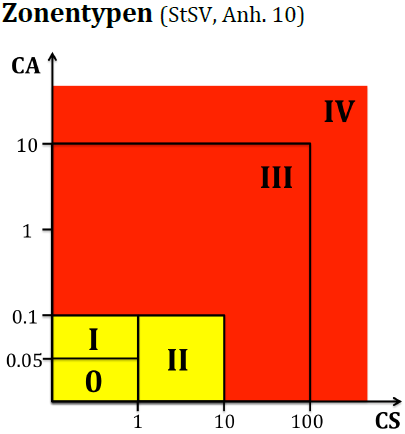 Zonentypen (StSV, Anh. 10)
CA
IV
10
III
1
0.1
I
II
0.05
0
1 10 100 CS